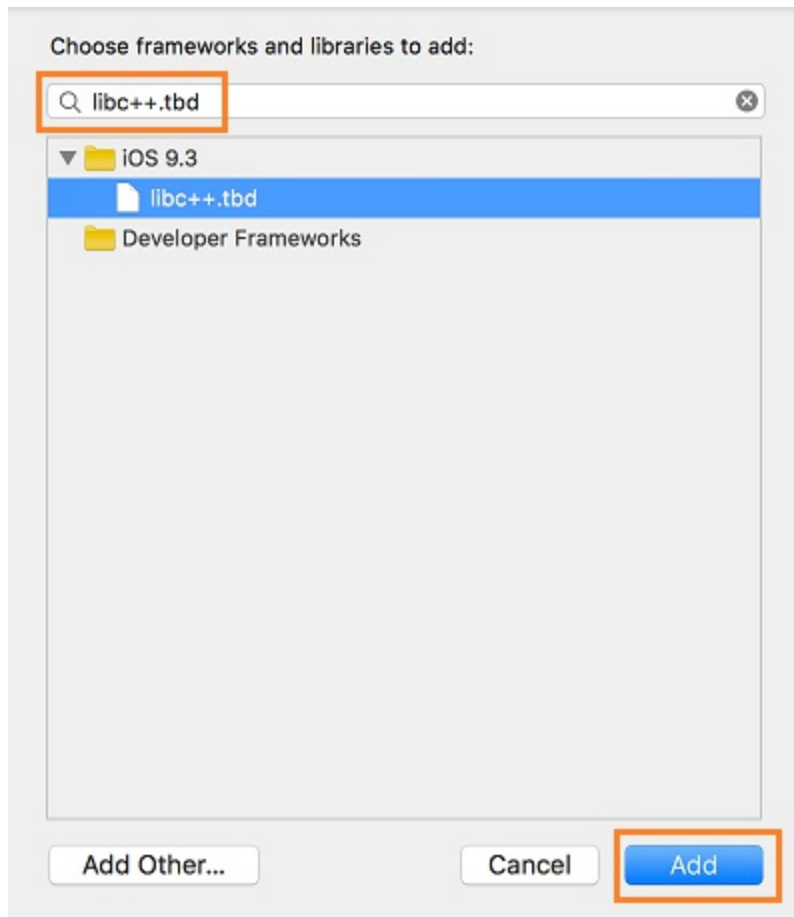 Choose frameworks and libraries to add:
libc++.tbd
iOS 9.3
libc++.tbd
Developer Frameworks
Add Other... Cancel Add